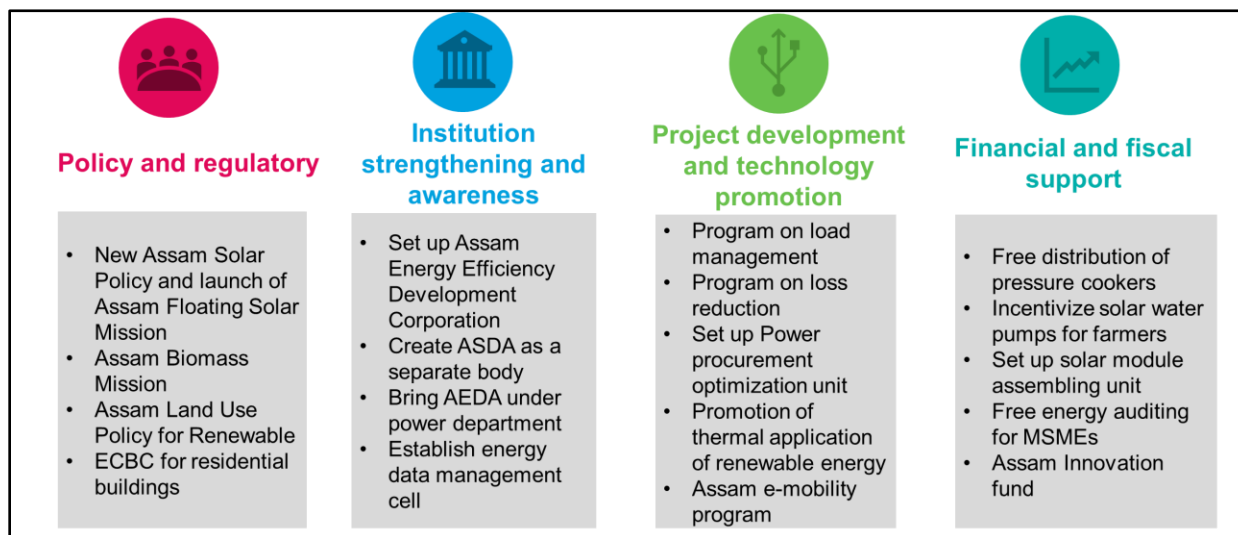 Policy and regulatory
• New Assam Solar
Policy and launch of
Assam Floating Solar
Mission
• Assam Biomass
Mission
• Assam Land Use
Policy for Renewable
• ECBC for residential
buildings
Institution
strengthening and
awareness
• Set up Assam
Energy Efficiency
Development
Corporation
• Create ASDA as a
separate body
• Bring AEDA under
power department
• Establish energy
data management
cell
Project development
and technology
promotion
• Program on load
management
• Program on loss
reduction
• Set up Power
procurement
optimization unit
• Promotion of
thermal application
of renewable energy
• Assam e-mobility
program
Financial and fiscal
support
• Free distribution of
pressure cookers
• Incentivize solar water
pumps for farmers
• Set up solar module
assembling unit
• Free energy auditing
for MSMEs
• Assam Innovation
fund